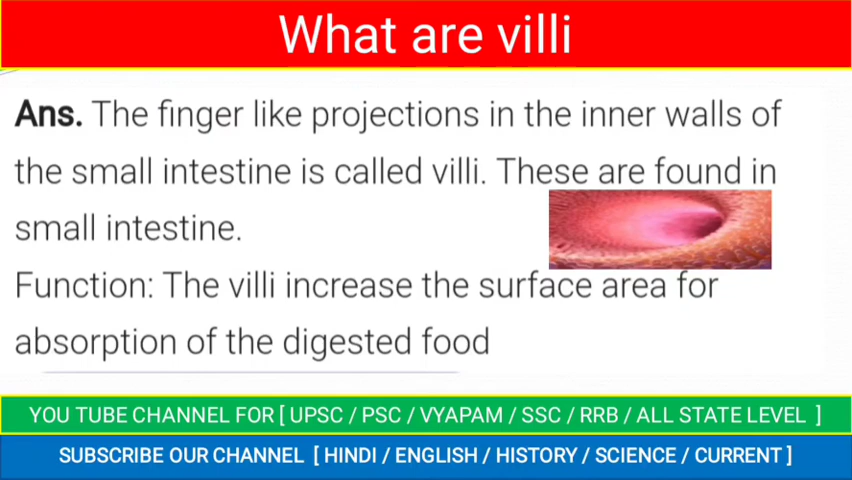 What are villi
Ans. The finger like projections in the inner walls of
the small intestine is called villi. These are found in
small intestine.
Function: The villi increase the surface area for
absorption of the digested food
YOU TUBE CHANNEL FOR [ UPSC / PSC / VYAPAM / SSC / RRB / ALL STATE LEVEL ]
SUBSCRIBE OUR CHANNEL [ HINDI / ENGLISH / HISTORY / SCIENCE / CURRENT ]